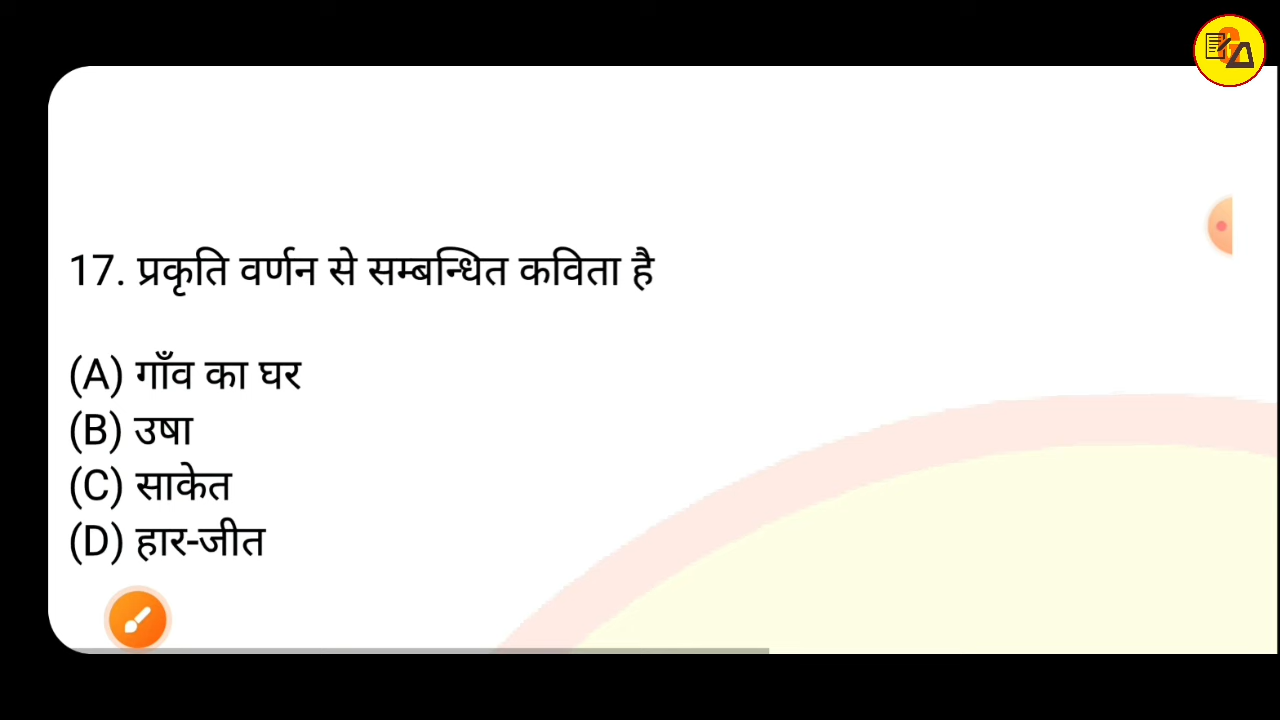 17. प्रकृति वर्णन से सम्बन्धित कविता है
(A) गाँव का घर
(B) उषा
(C) साकेत
(D) हार-जीत